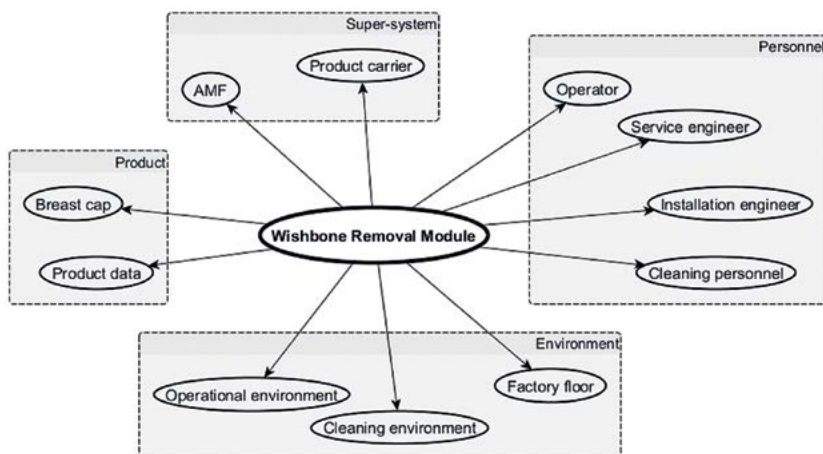 Super-system
AMF
Product carrier
Personnel
Operator
Service engineer
Installation engineer
Cleaning personnel
Product
Breast cap
Product data
Wishbone Removal Module
Environment
Operational environment
Cleaning environment
Factory floor